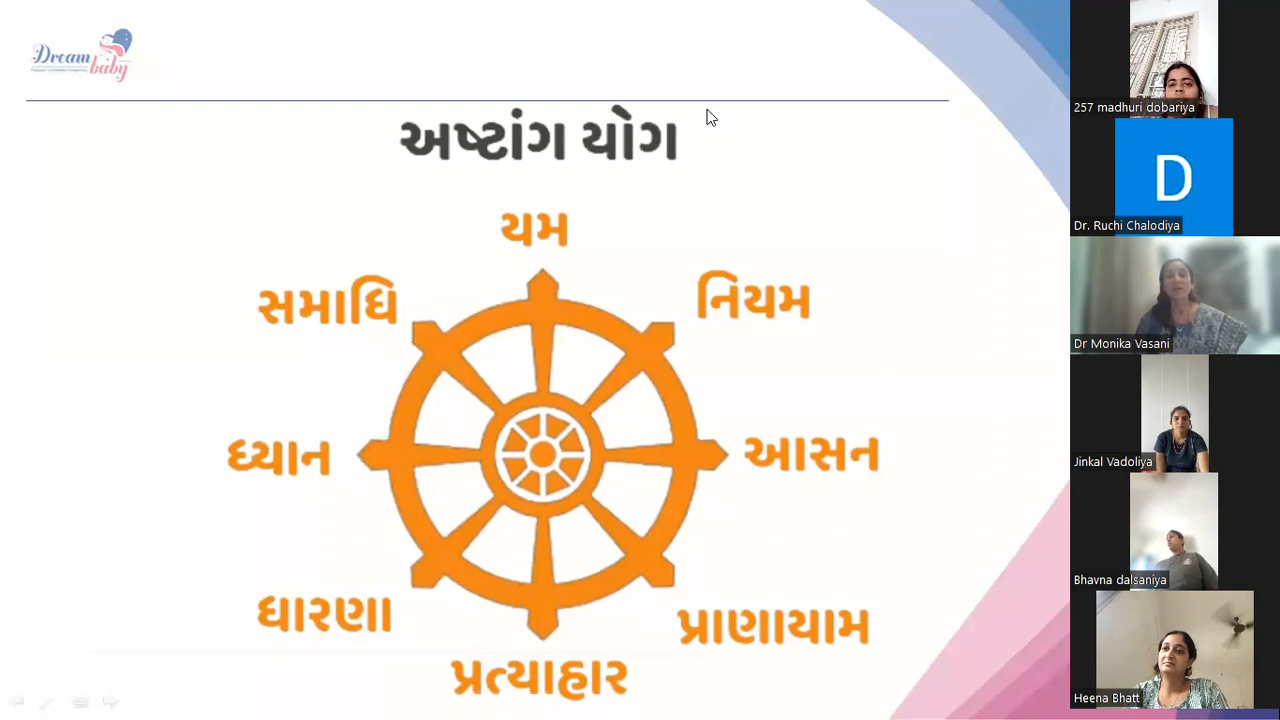 Dream
baby
અષ્ટાંગ યોગ
યમ
નિયમ
આસન
પ્રાણાયામ
પ્રત્યાહાર
ધારણા
ધ્યાન
સમાધિ
257 madhuri dobariya
D
Dr. Ruchi Chalodiya
Dr Monika Vasani
Jinkal Vadoliya
Bhavna dalsaniya
Heena Bhatt